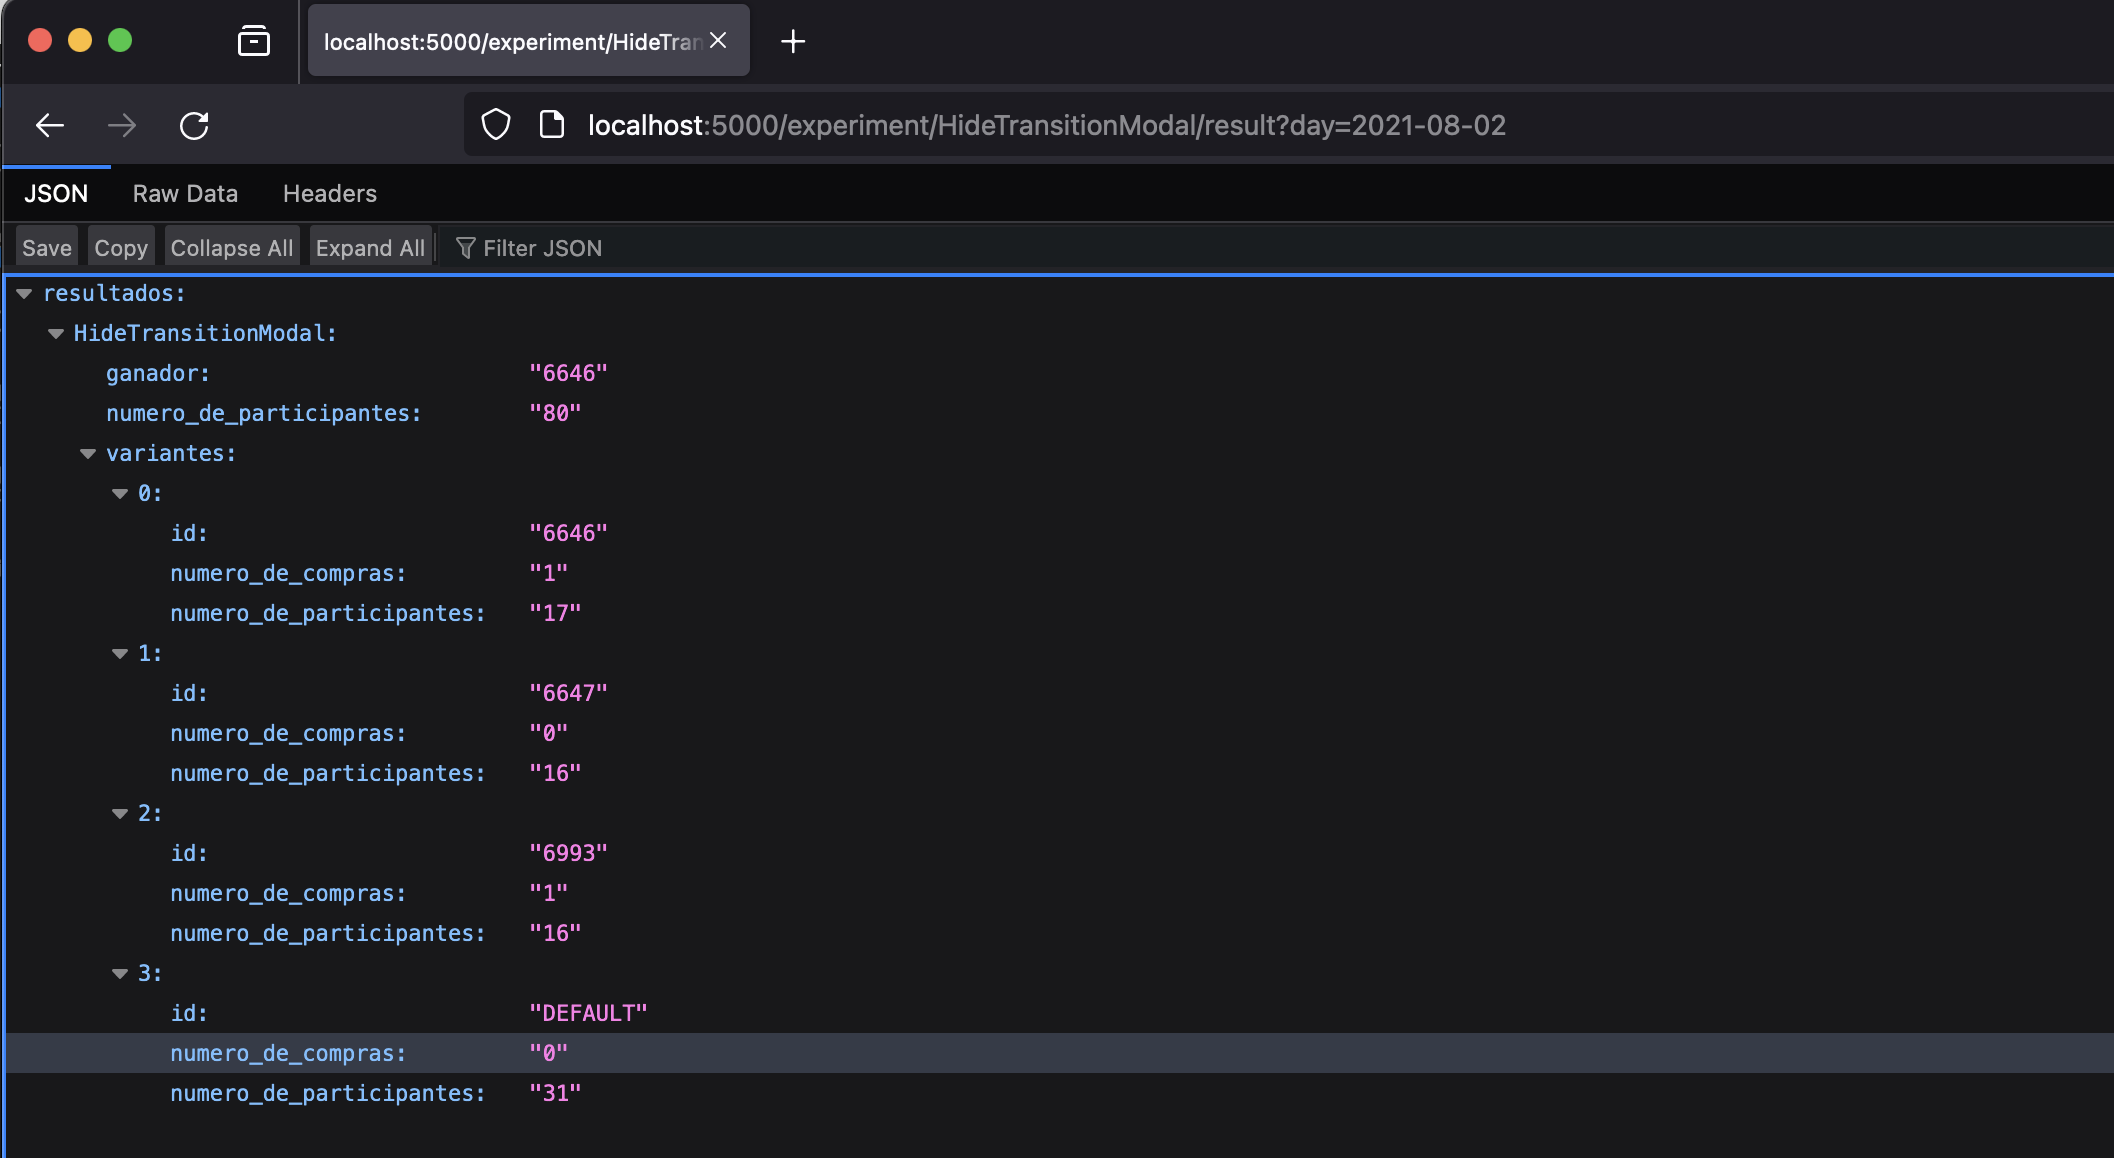 localhost:5000/experiment/HideTran
localhost:5000/experiment/HideTransitionModal/result?day=2021-08-02
JSON Raw Data Headers
Save Copy Collapse All Expand All Filter JSON
resultados:
HideTransitionModal:
ganador: "6646"
numero_de_participantes: "80"
variantes:
0:
id: "6646"
numero_de_compras: "1"
numero_de_participantes: "17"
1:
id: "6647"
numero_de_compras: "0"
numero_de_participantes: "16"
2:
id: "6993"
numero_de_compras: "1"
numero_de_participantes: "16"
3:
id: "DEFAULT"
numero_de_compras: "0"
numero_de_participantes: "31"